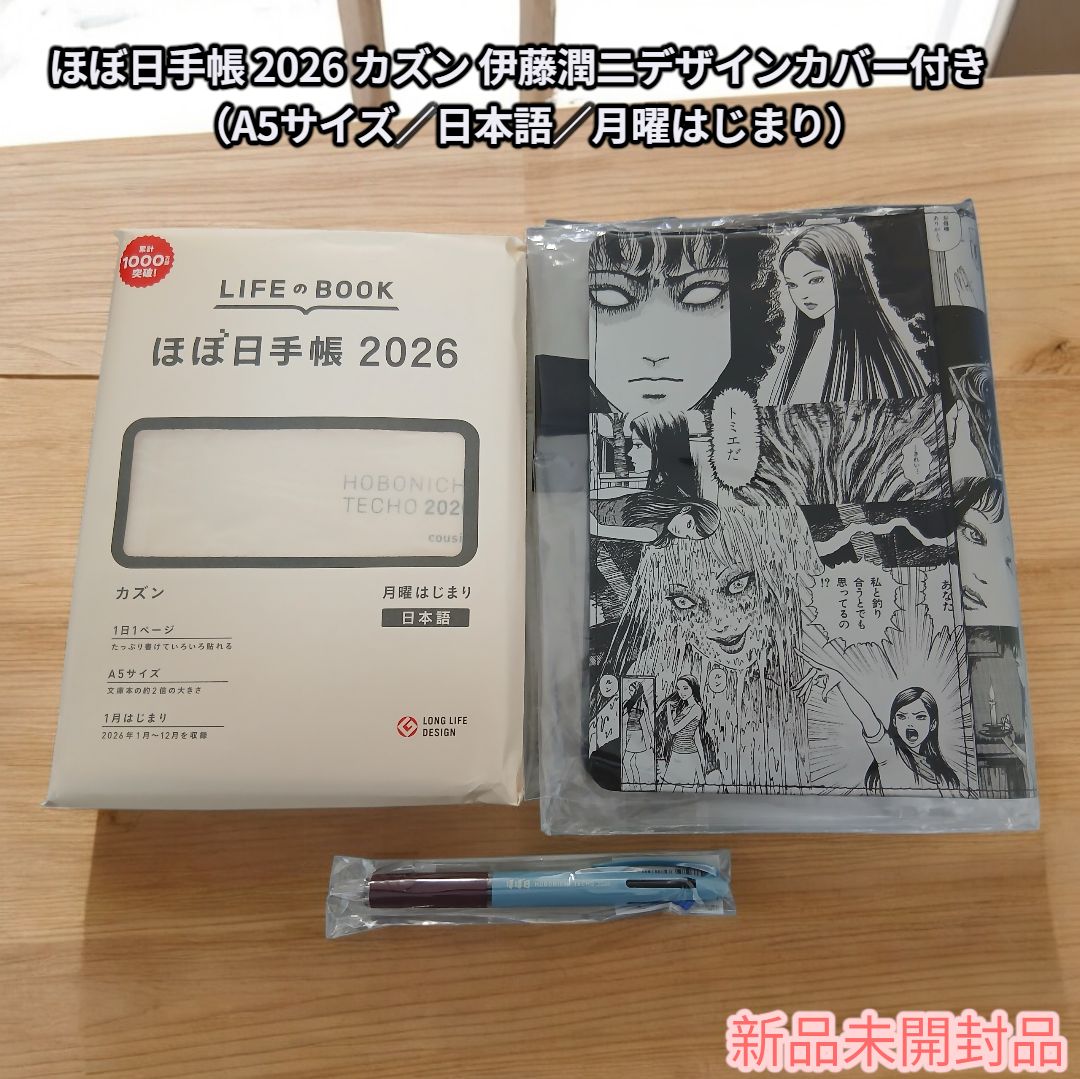 ほぼ日手帳 2026 カズン 伊藤潤二デザインカバー付き
（A5サイズ／日本語／月曜はじまり）
累計
1000万部
突破!
LIFEのBOOK
ほぼ日手帳 2026
HOBONICH
TECHO 202
cousi
カズン
月曜はじまり
日本語
1日1ページ
たっぷり書けていろいろ貼れる
A5サイズ
文庫本の約2倍の大きさ
1月はじまり
2026年1月～12月を収録
LONG LIFE
DESIGN
トミエだ
あなた
私と釣り
合うとでも
思ってるの
!?
ほぼ日 HOBONICHI TECHO 2026
新品未開封品